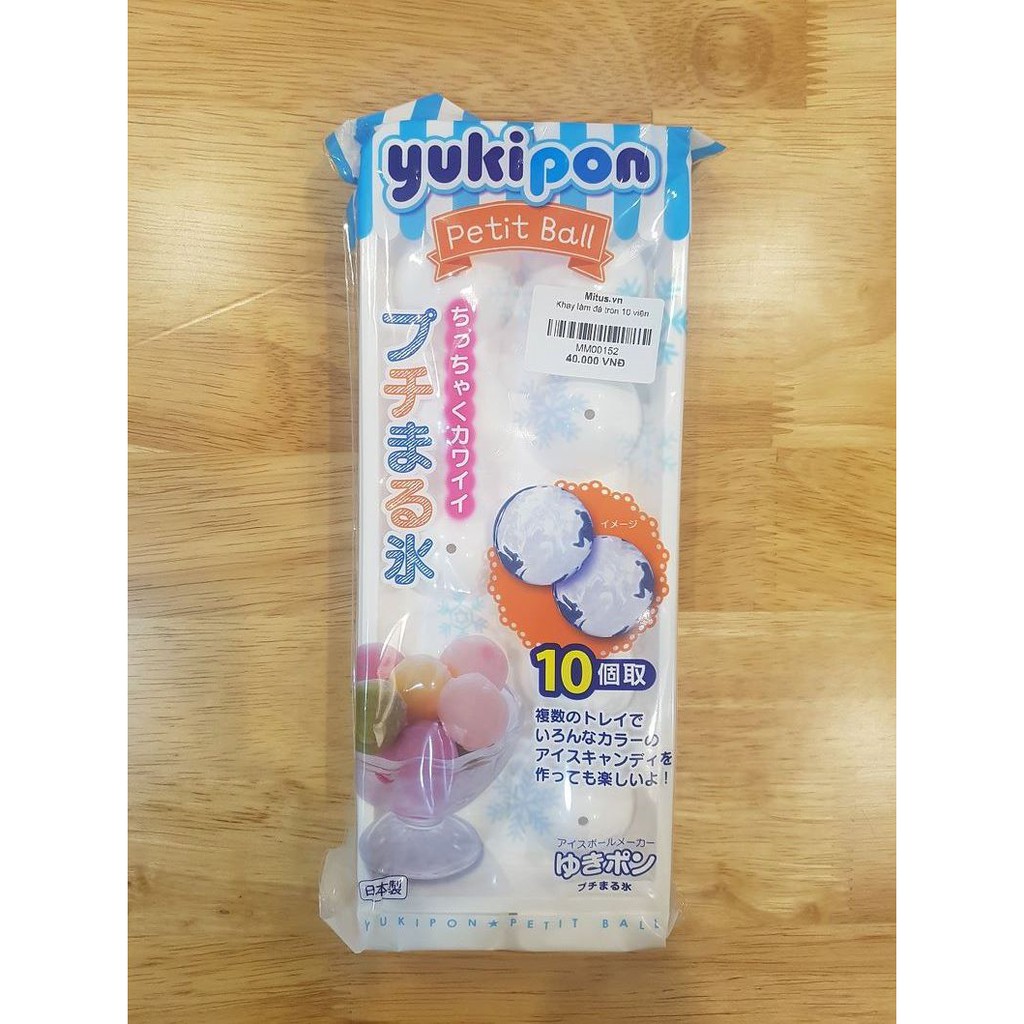 yukipon
Petit Ball
Mitus.vn
Khay làm đá tròn 10 viên
MM00152
40.000 VNĐ
ちっちゃくカワイイ
プチまる氷
イメージ
10個取
複数のトレイで
いろんなカラーの
アイスキャンディを
作っても楽しいよ!
アイスボールメーカー
ゆきポン
プチまる氷
日本製
YUKIPON★PETIT BALL